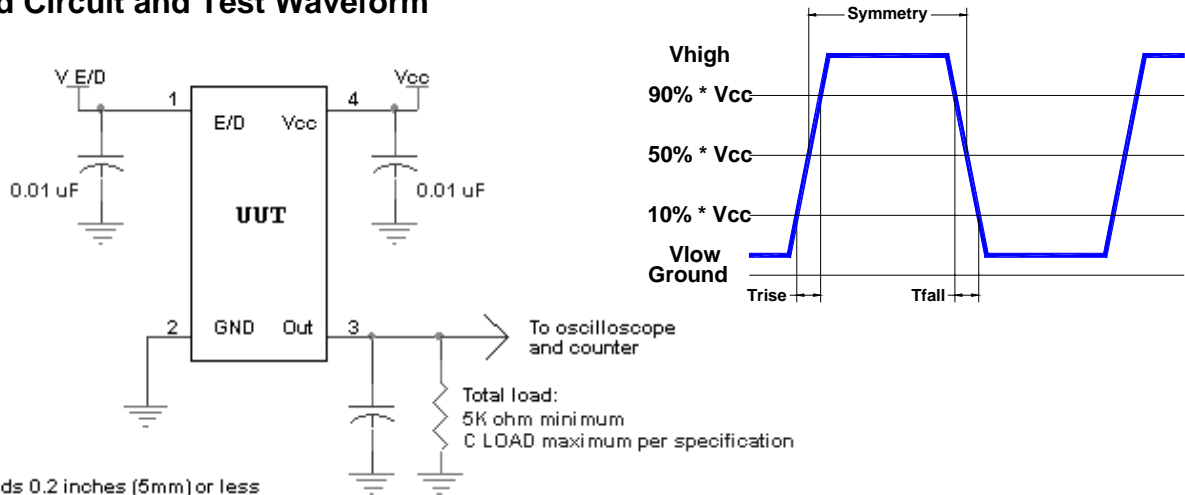 Circuit and Test Waveform
V E/D
Vcc
1
4
E/D
Vcc
0.01 uF
0.01 uF
UUT
2
GND
Out
3
To oscilloscope
and counter
Total load:
5K ohm minimum
C LOAD maximum per specification
0.2 inches (5mm) or less
Symmetry
Vhigh
90% * Vcc
50% * Vcc
10% * Vcc
Vlow
Ground
Trise
Tfall